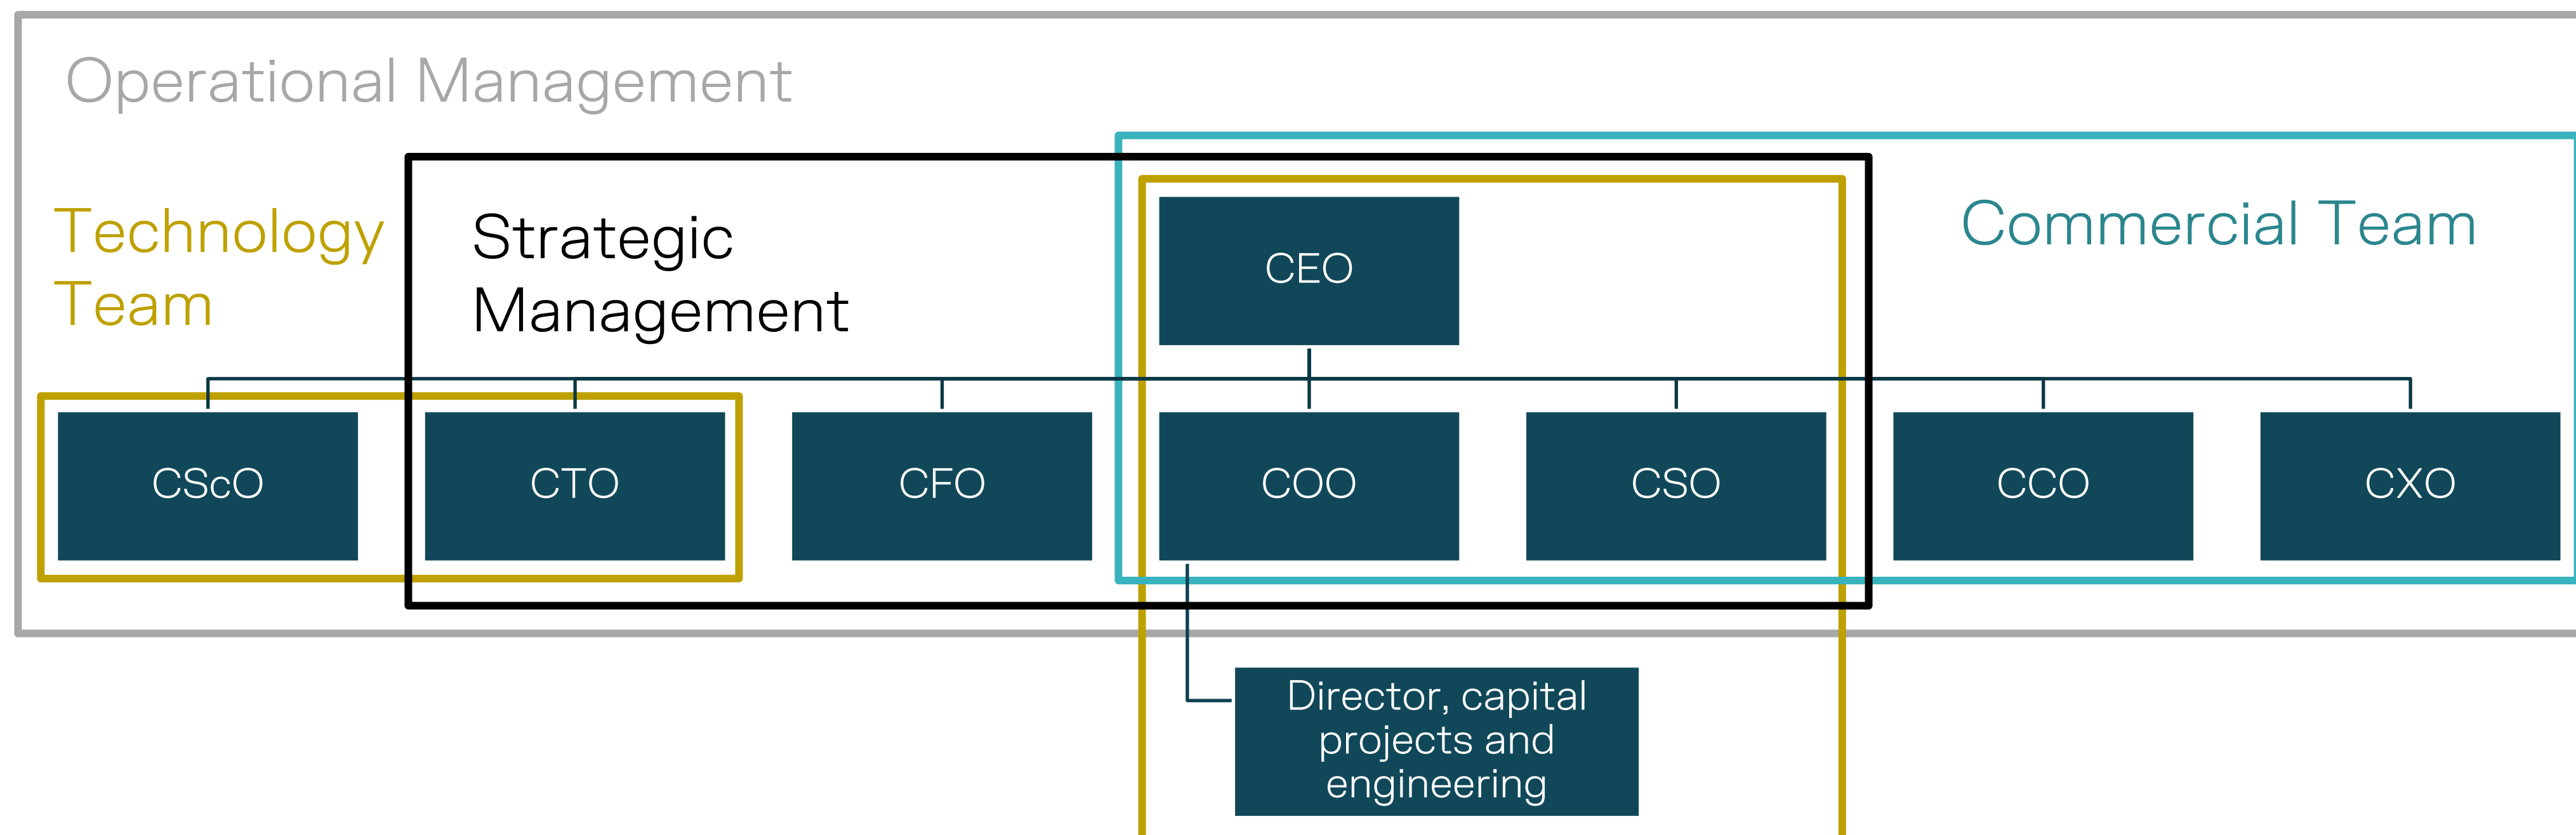 Operational Management
Technology
Team
Strategic
Management
Commercial Team
CEO
CScO
CTO
CFO
COO
CSO
CCO
CXO
Director, capital
projects and
engineering